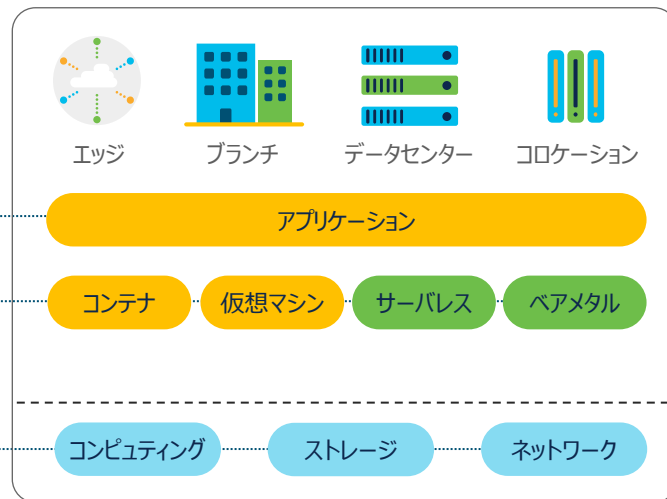 エッジ ブランチ データセンター コロケーション
アプリケーション
コンテナ 仮想マシン サーバレス ベアメタル
コンピュティング ストレージ ネットワーク